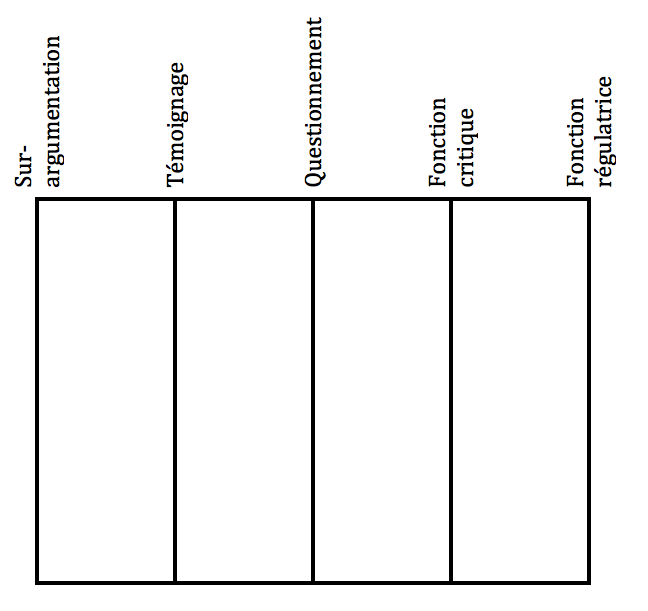 Sur-
argumentation
Témoignage
Questionnement
Fonction
critique
Fonction
régulatrice